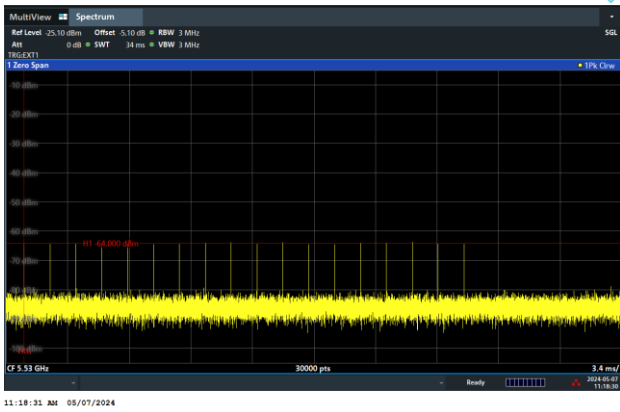 MultiView Spectrum
Ref Level -25.10 dBm Offset -5.10 dB RBW 3 MHz SGL
Att 0 dB SWT 34 ms VBW 3 MHz
TRG:EXT1
1 Zero Span 1Pk Clrw
-10 dBm
-20 dBm
-30 dBm
-40 dBm
-50 dBm
-60 dBm
H1 -64.000 dBm
-70 dBm
-80 dBm
-100 dBm
TRG
CF 5.53 GHz 30000 pts 3.4 ms/
Ready 2024-05-07
11:18:30
11:18:31 AM 05/07/2024